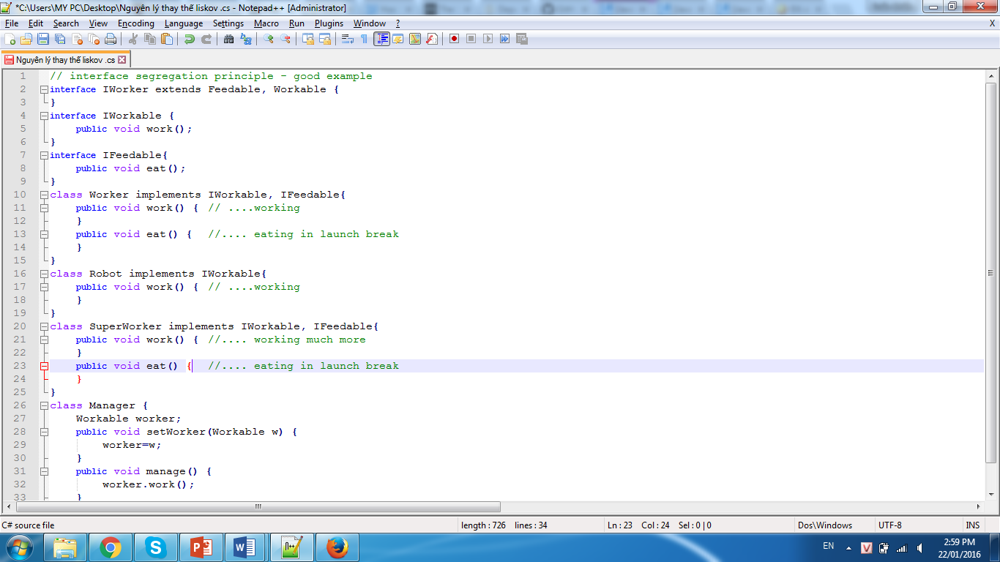 *C:\Users\MY PC\Desktop\Nguyên lý thay thế liskov .cs - Notepad++ [Administrator]
File Edit Search View Encoding Language Settings Macro Run Plugins Window ? X
Nguyên lý thay thế liskov .cs
1 // interface segregation principle - good example
2 interface IWorker extends Feedable, Workable {
3 }
4 interface IWorkable {
5 public void work();
6 }
7 interface IFeedable{
8 public void eat();
9 }
10 class Worker implements IWorkable, IFeedable{
11 public void work() { // ....working
12 }
13 public void eat() { //.... eating in launch break
14 }
15 }
16 class Robot implements IWorkable{
17 public void work() { // ....working
18 }
19 }
20 class SuperWorker implements IWorkable, IFeedable{
21 public void work() { //.... working much more
22 }
23 public void eat() { //.... eating in launch break
24 }
25 }
26 class Manager {
27 Workable worker;
28 public void setWorker(Workable w) {
29 worker=w;
30 }
31 public void manage() {
32 worker.work();
33 }
C# source file length : 726 lines : 34 Ln : 23 Col : 24 Sel : 0 | 0 Dos\Windows UTF-8 INS
EN 2:59 PM
22/01/2016